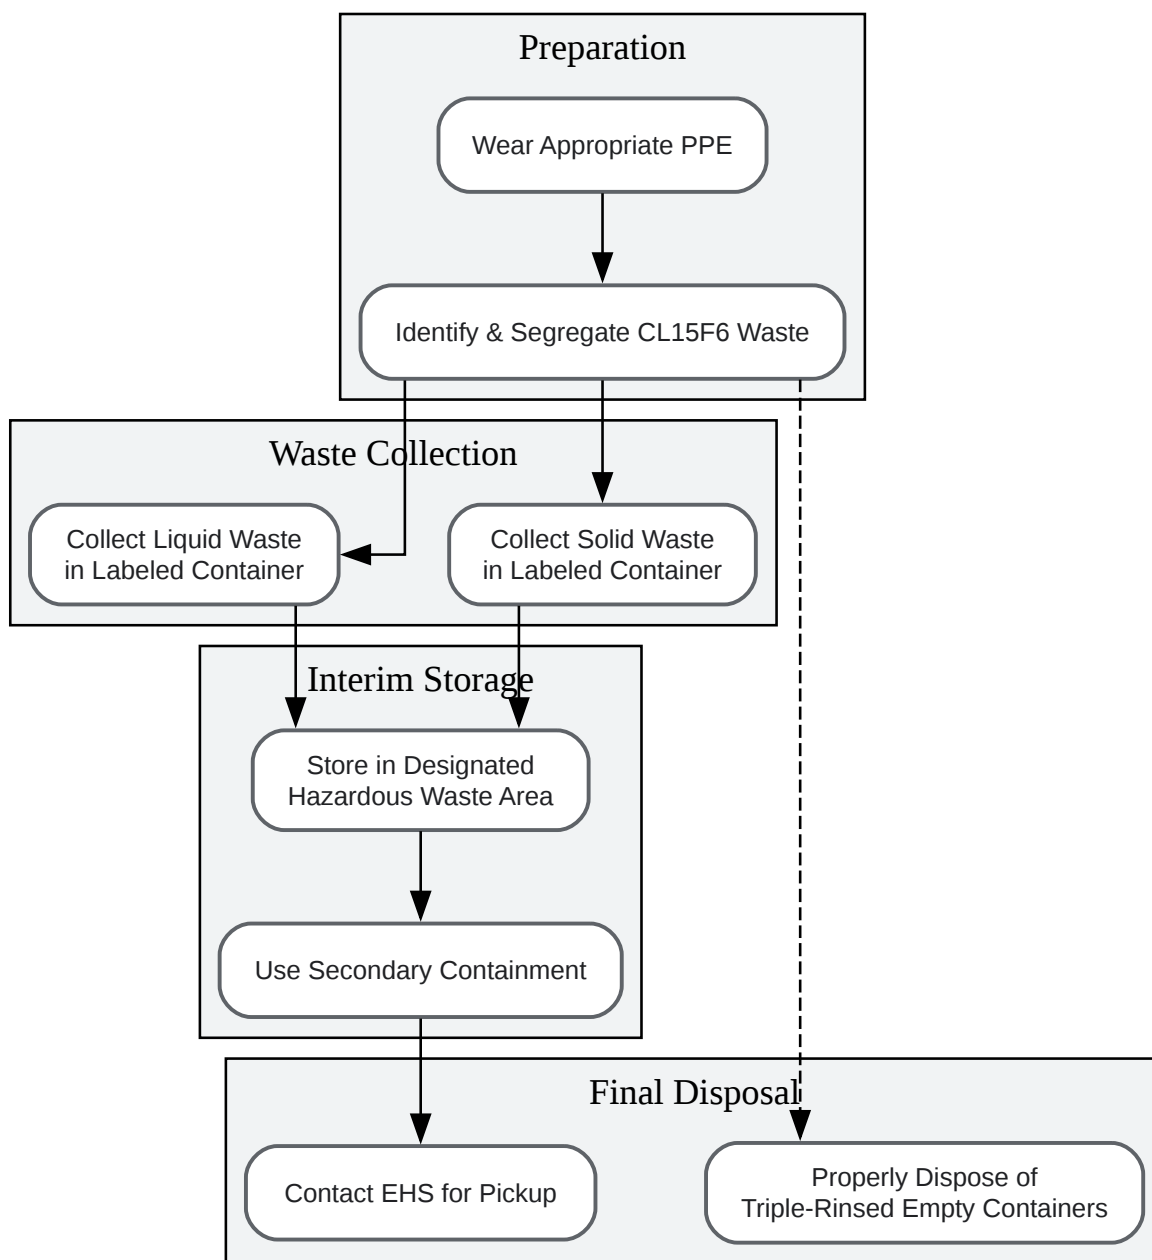 Preparation
Wear Appropriate PPE
Identify & Segregate CL15F6 Waste
Waste Collection
Collect Liquid Waste
in Labeled Container
Collect Solid Waste
in Labeled Container
Interim Storage
Store in Designated
Hazardous Waste Area
Use Secondary Containment
Final Disposal
Contact EHS for Pickup
Properly Dispose of
Triple-Rinsed Empty Containers